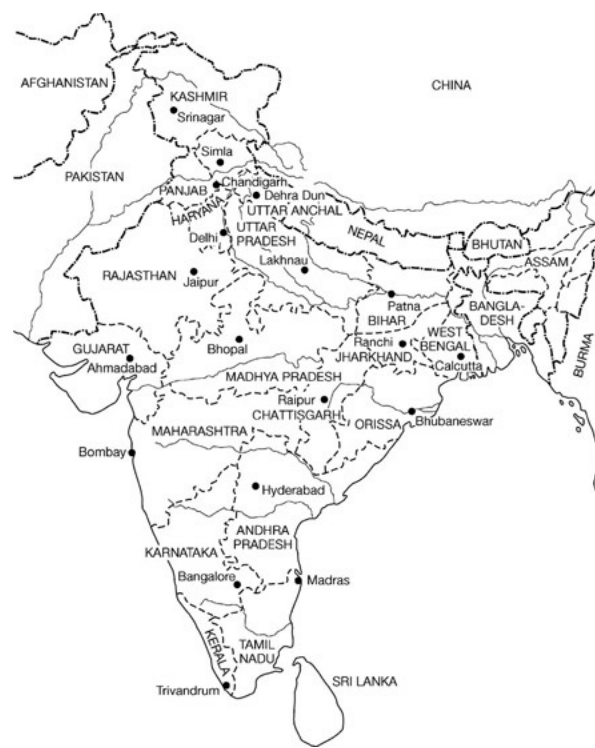 AFGHANISTAN
CHINA
KASHMIR
Srinagar
Simla
PAKISTAN
PANJAB
Chandigarh
Dehra Dun
HARYANA
UTTAR ANCHAL
UTTAR
PRADESH
Delhi
NEPAL
BHUTAN
ASSAM
Lakhnau
RAJASTHAN
Jaipur
Patna
BIHAR
BANGLA-
DESH
GUJARAT
Ahmadabad
Bhopal
Ranchi
JHARKHAND
WEST
BENGAL
Calcutta
BURMA
MADHYA PRADESH
Raipur
CHATTISGARH
ORISSA
Bhubaneswar
MAHARASHTRA
Bombay
Hyderabad
ANDHRA
PRADESH
KARNATAKA
Bangalore
Madras
KERALA
TAMIL
NADU
Trivandrum
SRI LANKA